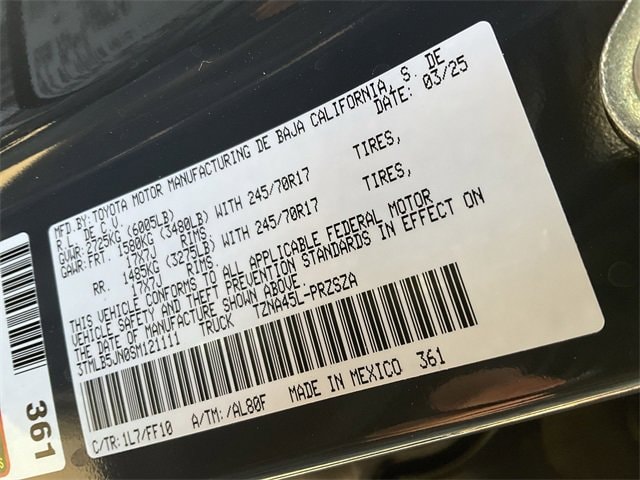 MFD.BY:TOYOTA MOTOR MANUFACTURING DE BAJA CALIFORNIA, S. DE
R L. DE C.V. DATE: 03/25
GVWR: 2725KG (6005LB)
GAWR:FRT. 1580KG (3480LB) WITH 245/70R17 TIRES,
17X7J RIMS,
RR. 1485KG (3275LB) WITH 245/70R17 TIRES,
17X7J RIMS
THIS VEHICLE CONFORMS TO ALL APPLICABLE FEDERAL MOTOR
VEHICLE SAFETY AND THEFT PREVENTION STANDARDS IN EFFECT ON
THE DATE OF MANUFACTURE SHOWN ABOVE.
3TMLB5JN0SM121111 TRUCK TZNA45L-PRZSZA
C/TR:1L7/FF10 A/TM:/AL80F MADE IN MEXICO 361
361